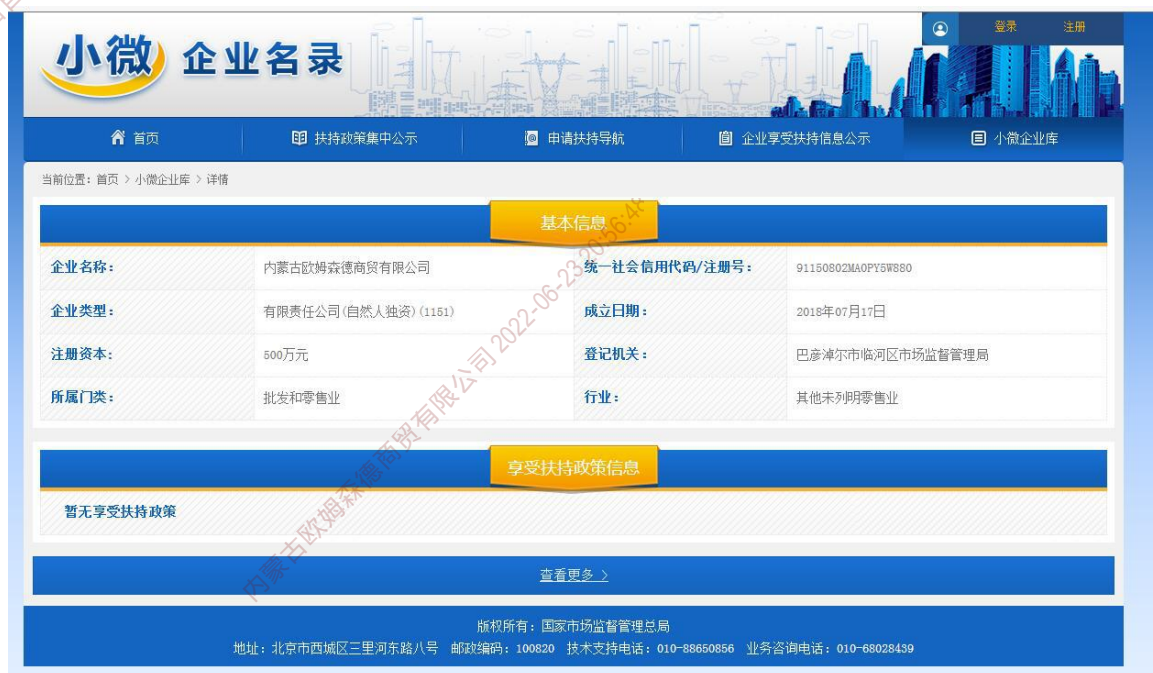 小微 企业名录
登录 注册
首页 扶持政策集中公示 申请扶持导航 企业享受扶持信息公示 小微企业库
当前位置：首页 > 小微企业库 > 详情
基本信息
企业名称： 内蒙古欧姆森德商贸有限公司 统一社会信用代码/注册号： 91150802MA0PY5W880
企业类型： 有限责任公司(自然人独资)(1151) 成立日期： 2018年07月17日
注册资本： 500万元 登记机关： 巴彦淖尔市临河区市场监督管理局
所属门类： 批发和零售业 行业： 其他未列明零售业
享受扶持政策信息
暂无享受扶持政策
查看更多 >
版权所有：国家市场监督管理总局
地址：北京市西城区三里河东路八号 邮政编码：100820 技术支持电话：010-88650856 业务咨询电话：010-68028439
内蒙古欧姆森德商贸有限公司 2022-06-23 20:56:48